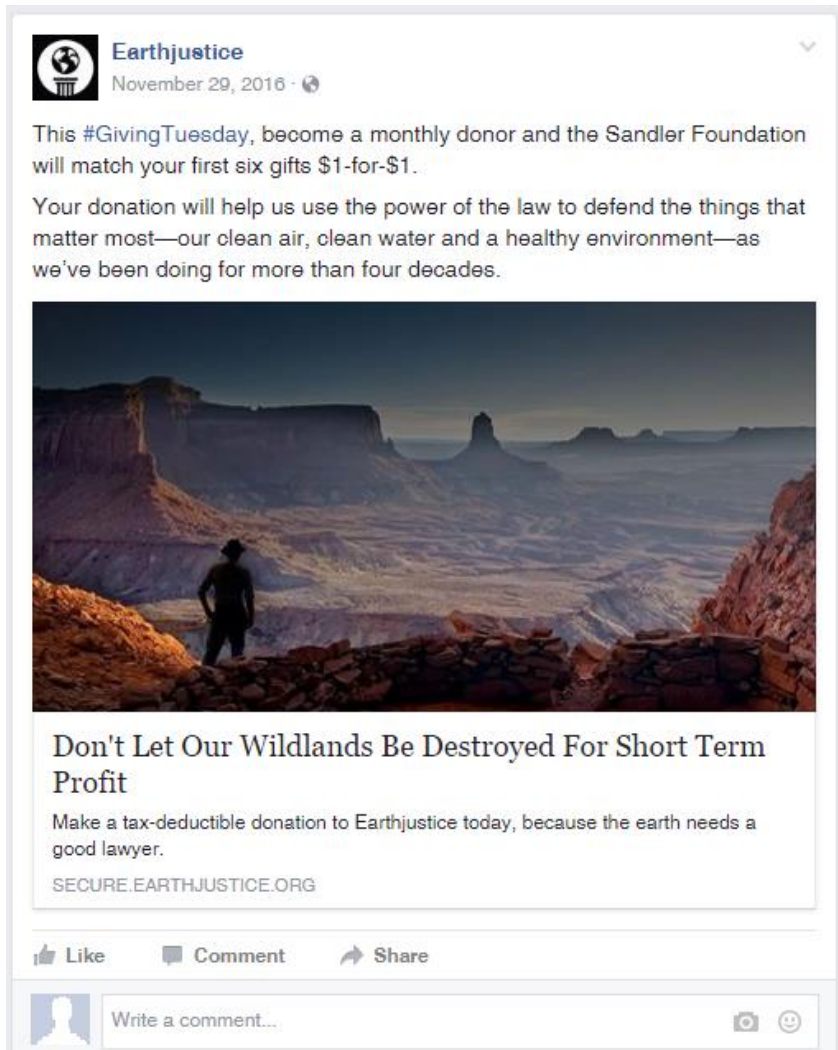 Earthjustice
November 29, 2016 ·
This #GivingTuesday, become a monthly donor and the Sandler Foundation
will match your first six gifts $1-for-$1.
Your donation will help us use the power of the law to defend the things that
matter most—our clean air, clean water and a healthy environment—as
we've been doing for more than four decades.
Don't Let Our Wildlands Be Destroyed For Short Term
Profit
Make a tax-deductible donation to Earthjustice today, because the earth needs a
good lawyer.
SECURE.EARTHJUSTICE.ORG
Like Comment Share
Write a comment...